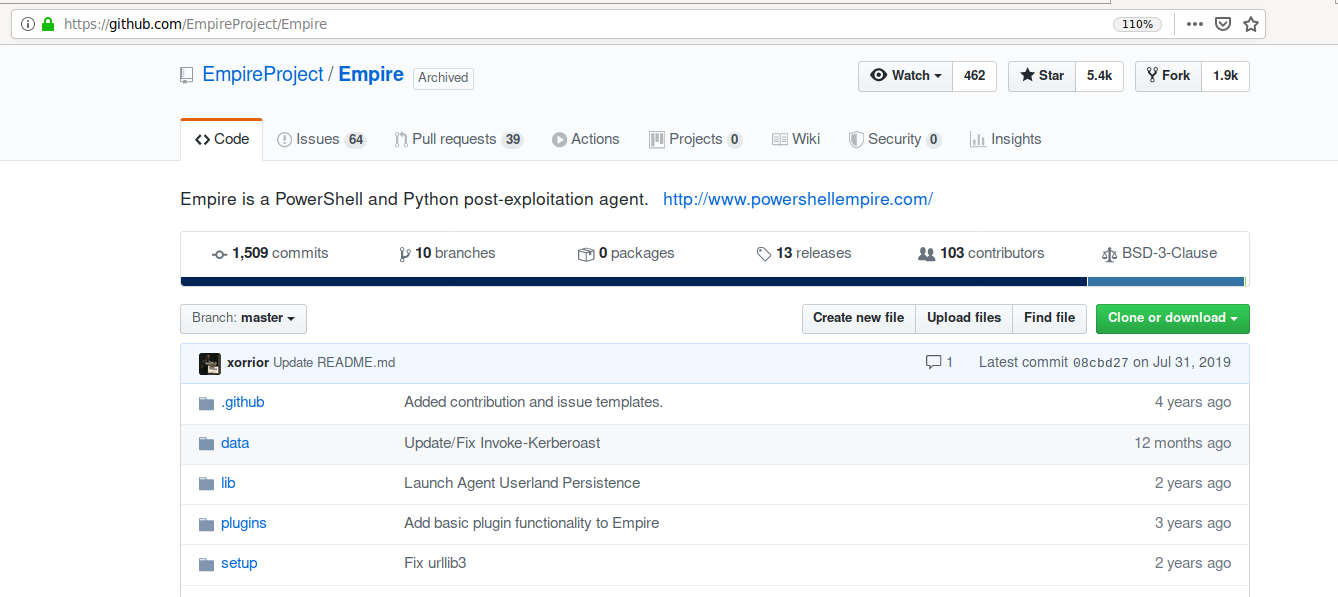 https://github.com/EmpireProject/Empire 110%
EmpireProject / Empire Archived Watch 462 Star 5.4k Fork 1.9k
Code Issues 64 Pull requests 39 Actions Projects 0 Wiki Security 0 Insights
Empire is a PowerShell and Python post-exploitation agent. http://www.powershellempire.com/
1,509 commits 10 branches 0 packages 13 releases 103 contributors BSD-3-Clause
Branch: master Create new file Upload files Find file Clone or download
xorrior Update README.md 1 Latest commit 08cbd27 on Jul 31, 2019
.github Added contribution and issue templates. 4 years ago
data Update/Fix Invoke-Kerberoast 12 months ago
lib Launch Agent Userland Persistence 2 years ago
plugins Add basic plugin functionality to Empire 3 years ago
setup Fix urllib3 2 years ago